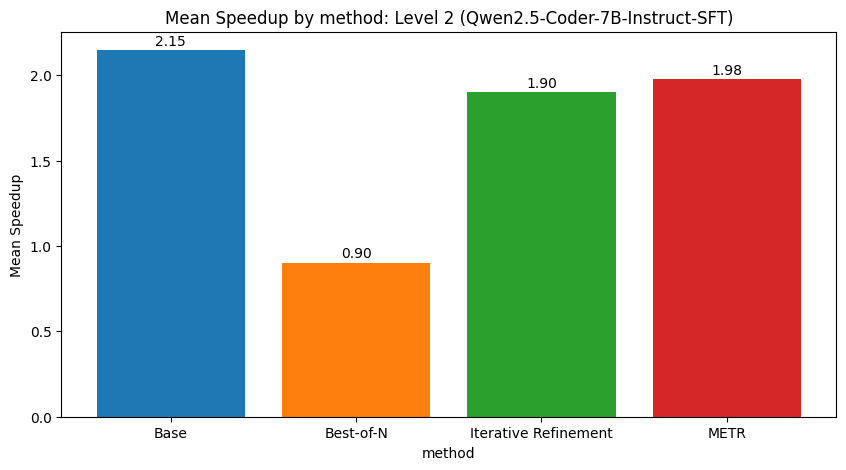 Mean Speedup by method: Level 2 (Qwen2.5-Coder-7B-Instruct-SFT)
2.15
0.90
1.90
1.98
Mean Speedup
2.0
1.5
1.0
0.5
0.0
Base
Best-of-N
Iterative Refinement
METR
method